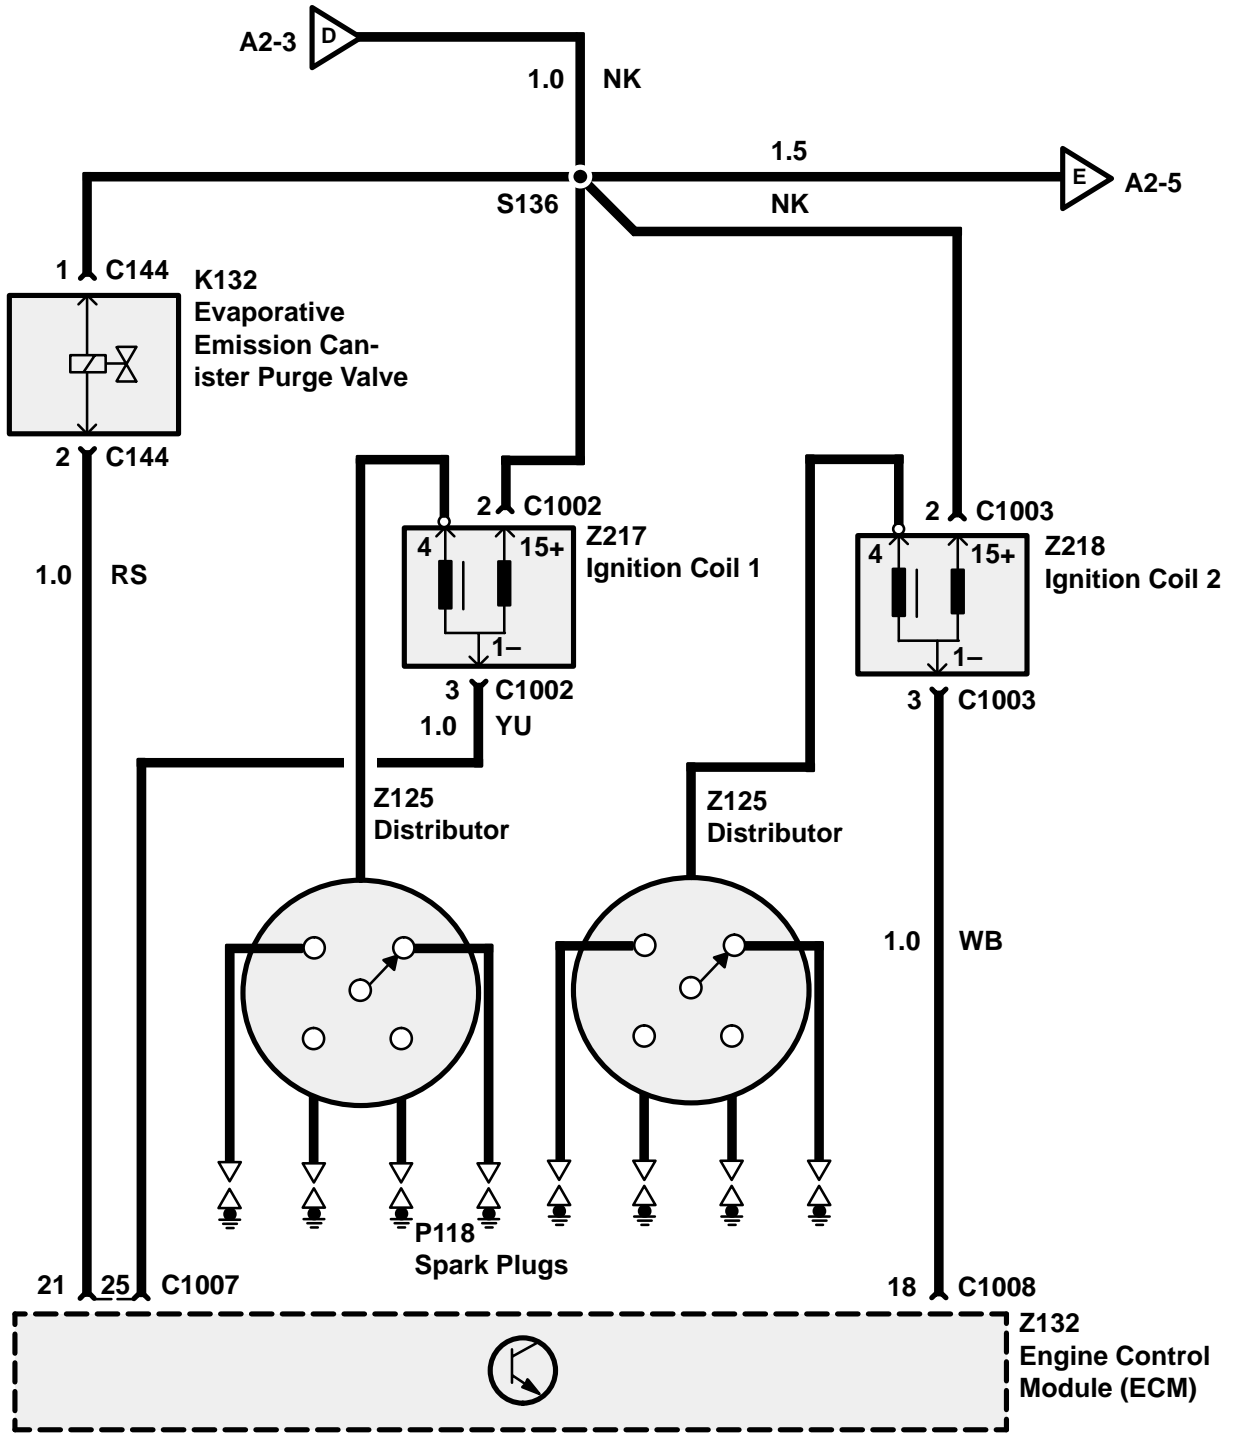 A2-3 D
1.0 NK
1.5
E A2-5
S136
NK
1 C144
K132
Evaporative
Emission Can-
ister Purge Valve
2 C144
2 C1002
2 C1003
Z217
Ignition Coil 1
4 15+
Z218
Ignition Coil 2
4 15+
1.0 RS
1–
1–
3 C1002
3 C1003
1.0 YU
Z125
Distributor
Z125
Distributor
1.0 WB
P118
Spark Plugs
21 25 C1007
18 C1008
Z132
Engine Control
Module (ECM)